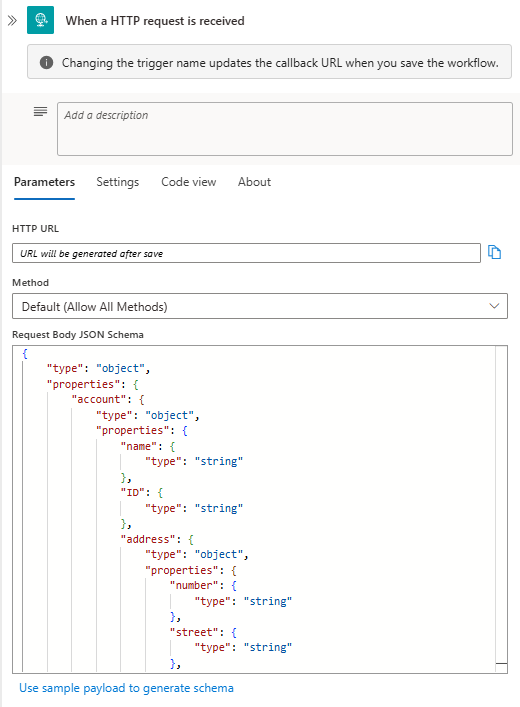 When a HTTP request is received
Changing the trigger name updates the callback URL when you save the workflow.
Add a description
Parameters Settings Code view About
HTTP URL
URL will be generated after save
Method
Default (Allow All Methods)
Request Body JSON Schema
{
"type": "object",
"properties": {
"account": {
"type": "object",
"properties": {
"name": {
"type": "string"
},
"ID": {
"type": "string"
},
"address": {
"type": "object",
"properties": {
"number": {
"type": "string"
},
"street": {
"type": "string"
},
Use sample payload to generate schema